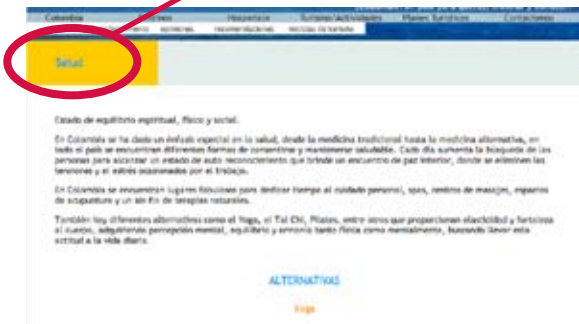 Colombia Hospedaje Turismo/Actividades Planes Turísticos Contáctenos
recomendaciones noticias de turismo
Salud
Estado de equilibrio espiritual, físico y social.
En Colombia se ha dado un énfasis especial en la salud, desde la medicina tradicional hasta la medicina alternativa, en
todo el país se encuentran diferentes formas de consentirse y mantenerse saludable. Cada día aumenta la búsqueda de las
personas para alcanzar un estado de auto reconocimiento que brinde un encuentro de paz interior, donde se eliminen las
tensiones y el estrés ocasionados por el trabajo.
En Colombia se encuentran lugares fabulosos para dedicar tiempo al cuidado personal, spas, centros de masajes, espacios
de acupuntura y un sin fin de terapias naturales.
También hay diferentes alternativas como el Yoga, el Tai Chi, Pilates, entre otros que proporcionan elasticidad y fortaleza
al cuerpo, adquiriendo percepción mental, equilibrio y armonía tanto física como mentalmente, buscando llevar esta
actitud a la vida diaria.
ALTERNATIVAS
Yoga